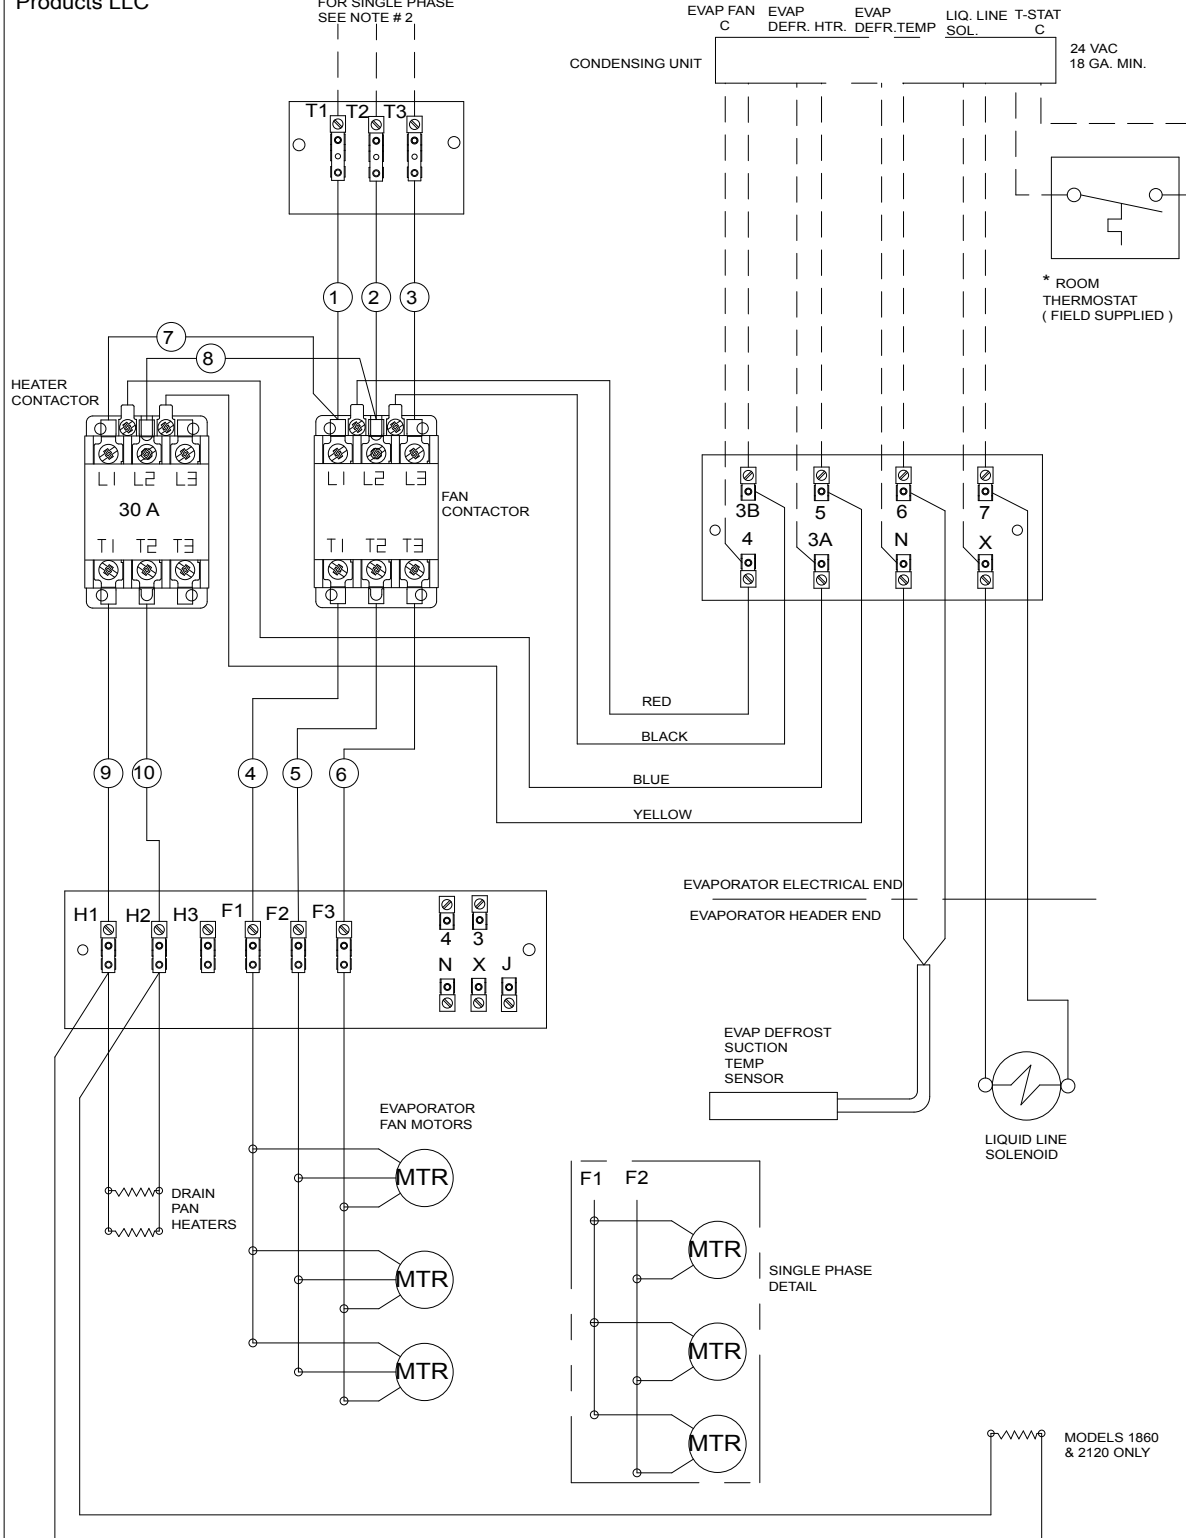 Products LLC
FOR SINGLE PHASE
SEE NOTE # 2
EVAP FAN
C
EVAP
DEFR. HTR.
EVAP
DEFR.TEMP
LIQ. LINE
SOL.
T-STAT
C
CONDENSING UNIT
24 VAC
18 GA. MIN.
T1 T2 T3
* ROOM
THERMOSTAT
( FIELD SUPPLIED )
1 2 3
7
8
HEATER
CONTACTOR
L1 L2 L3
30 A
T1 T2 T3
L1 L2 L3
FAN
CONTACTOR
T1 T2 T3
3B 5 6 7
4 3A N X
RED
BLACK
BLUE
YELLOW
9 10 4 5 6
EVAPORATOR ELECTRICAL END
EVAPORATOR HEADER END
H1 H2 H3 F1 F2 F3
4 3
N X J
EVAP DEFROST
SUCTION
TEMP
SENSOR
LIQUID LINE
SOLENOID
EVAPORATOR
FAN MOTORS
MTR
MTR
MTR
DRAIN
PAN
HEATERS
F1 F2
MTR
MTR
MTR
SINGLE PHASE
DETAIL
MODELS 1860
& 2120 ONLY